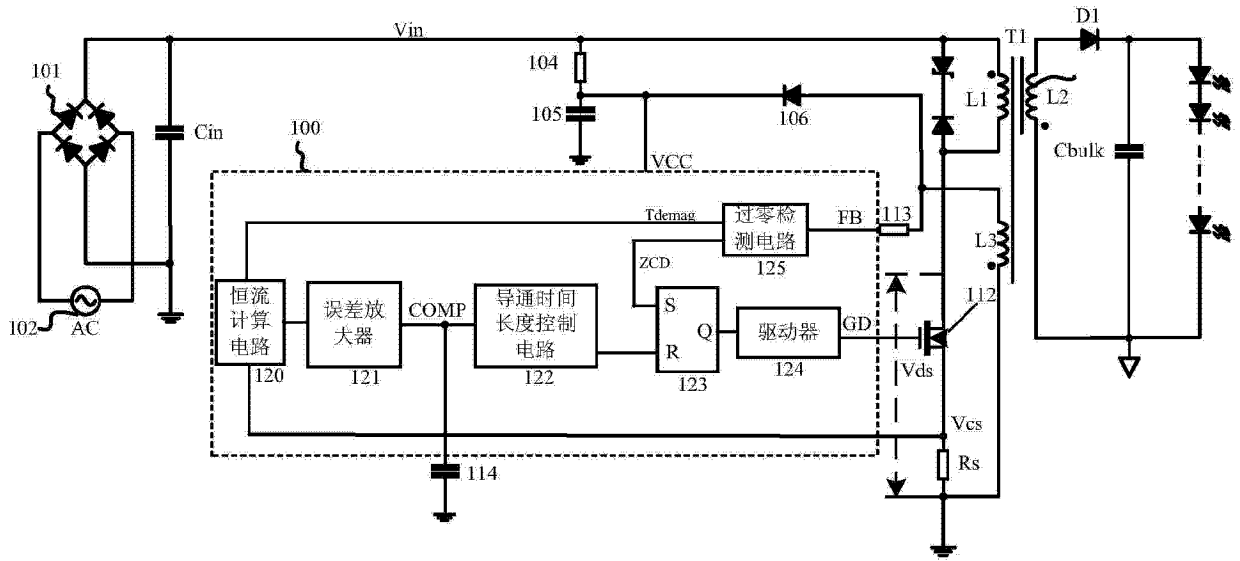 Vin
D1
T1
101
104
L1
L2
Cin
105
106
100
Cbulk
VCC
Tdemag
过零检
测电路
FB
113
125
L3
ZCD
恒流
计算
电路
误差放
大器
COMP
导通时间
长度控制
电路
S
Q
R
驱动器
GD
112
102
AC
120
121
122
123
124
Vds
Vcs
114
Rs